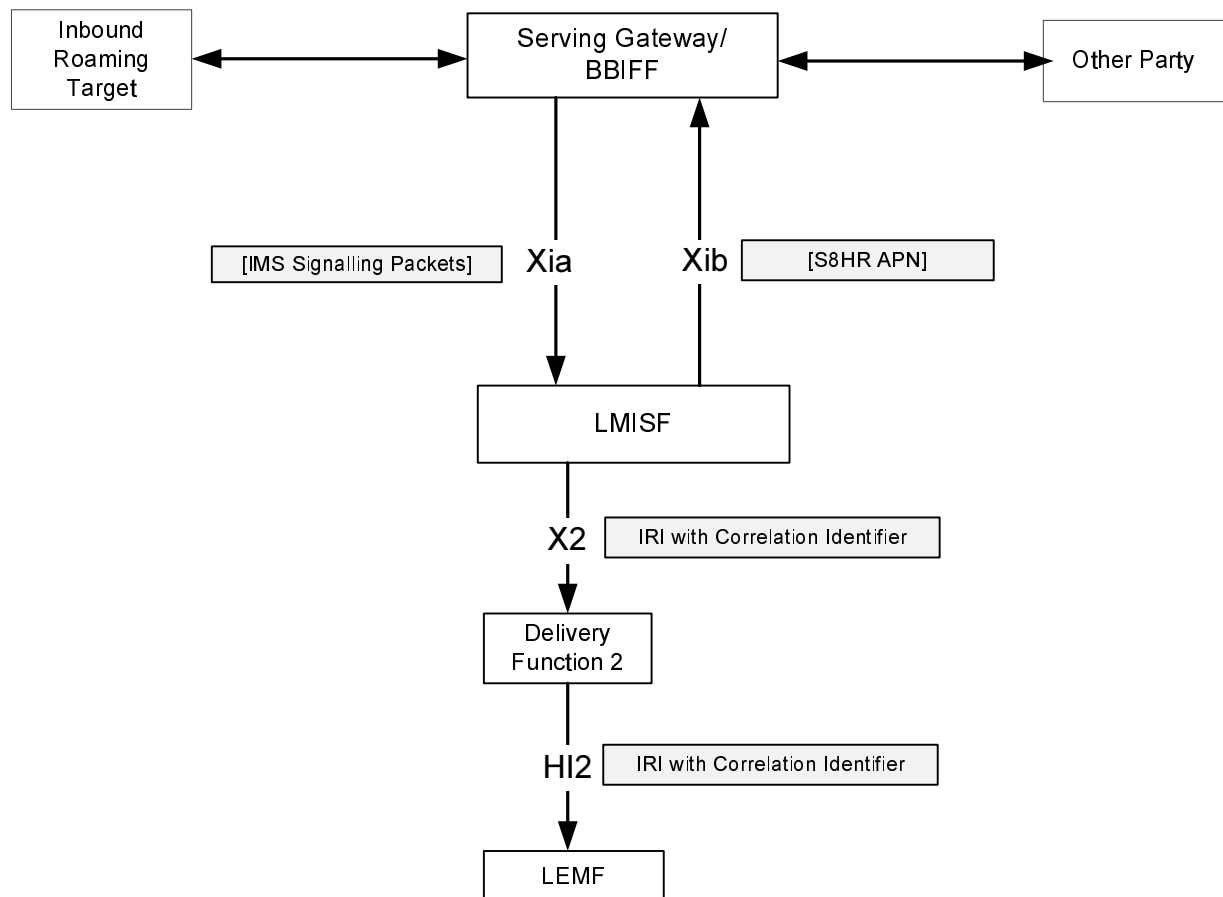 Inbound
Roaming
Target
Serving Gateway/
BBIFF
Other Party
[IMS Signalling Packets]
Xia
Xib
[S8HR APN]
LMISF
X2
IRI with Correlation Identifier
Delivery
Function 2
HI2
IRI with Correlation Identifier
LEMF